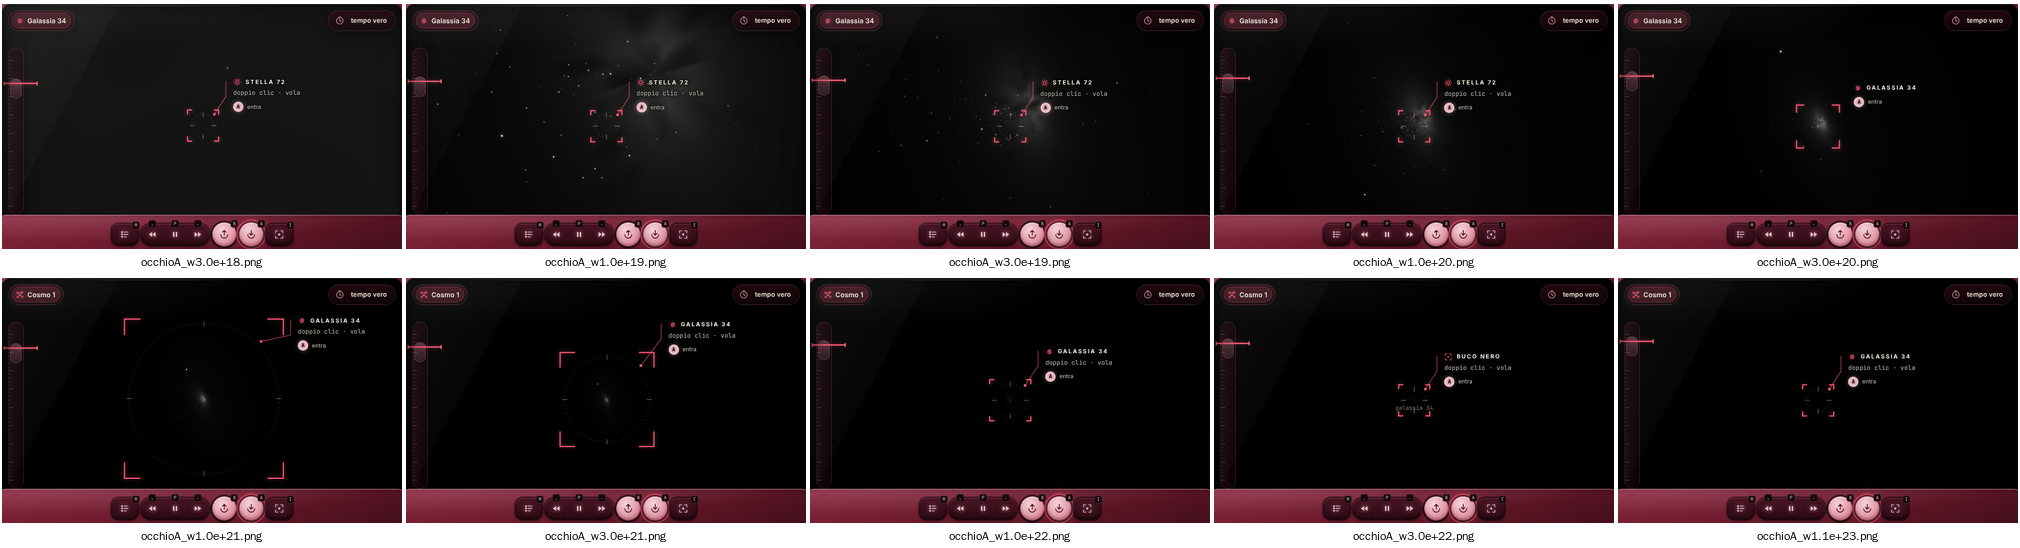 Galassia 34
tempo vero
STELLA 72
doppio clic · vola
A entra
H
,
P
.
S
A
I
occhioA_w3.0e+18.png
Galassia 34
tempo vero
STELLA 72
doppio clic · vola
A entra
H
,
P
.
S
A
I
occhioA_w1.0e+19.png
Galassia 34
tempo vero
STELLA 72
doppio clic · vola
A entra
occhioA_w3.0e+19.png
Galassia 34
tempo vero
STELLA 72
doppio clic · vola
A entra
occhioA_w1.0e+20.png
Galassia 34
tempo vero
GALASSIA 34
A entra
occhioA_w3.0e+20.png
Cosmo 1
tempo vero
GALASSIA 34
doppio clic · vola
A entra
occhioA_w1.0e+21.png
Cosmo 1
tempo vero
GALASSIA 34
doppio clic · vola
A entra
occhioA_w3.0e+21.png
Cosmo 1
tempo vero
GALASSIA 34
doppio clic · vola
A entra
occhioA_w1.0e+22.png
Cosmo 1
tempo vero
BUCO NERO
doppio clic · vola
A entra
galassia 34
occhioA_w3.0e+22.png
Cosmo 1
tempo vero
GALASSIA 34
doppio clic · vola
A entra
occhioA_w1.1e+23.png